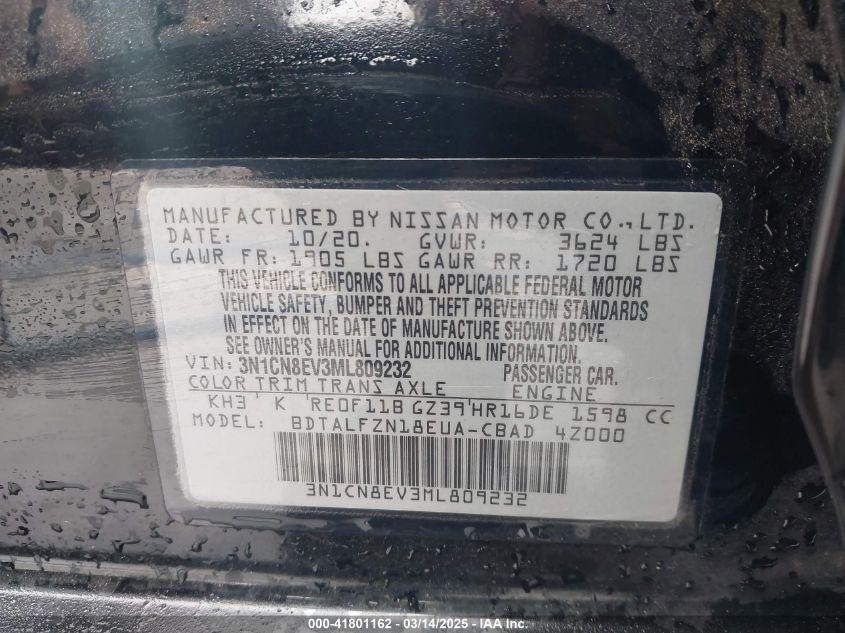 MANUFACTURED BY NISSAN MOTOR CO., LTD.
DATE: 10/20. GVWR: 3624 LBS
GAWR FR: 1905 LBS GAWR RR: 1720 LBS
THIS VEHICLE CONFORMS TO ALL APPLICABLE FEDERAL MOTOR
VEHICLE SAFETY, BUMPER AND THEFT PREVENTION STANDARDS
IN EFFECT ON THE DATE OF MANUFACTURE SHOWN ABOVE.
SEE OWNER'S MANUAL FOR ADDITIONAL INFORMATION.
VIN: 3N1CN8EV3ML809232 PASSENGER CAR.
COLOR TRIM TRANS AXLE ENGINE
KH3 K RE0F11B GZ39 HR16DE 1598 CC
MODEL: BDTALFZN18EUA-CBAD 4Z000
3N1CN8EV3ML809232
000-41801162 - 03/14/2025 - IAA Inc.